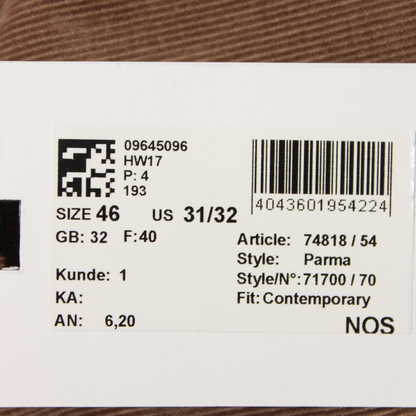 09645096
HW17
P: 4
193
4043601954224
SIZE 46 US 31/32
GB: 32 F:40
Article: 74818 / 54
Style: Parma
Kunde: 1
Style/N°:71700 / 70
KA:
Fit: Contemporary
AN: 6,20
NOS